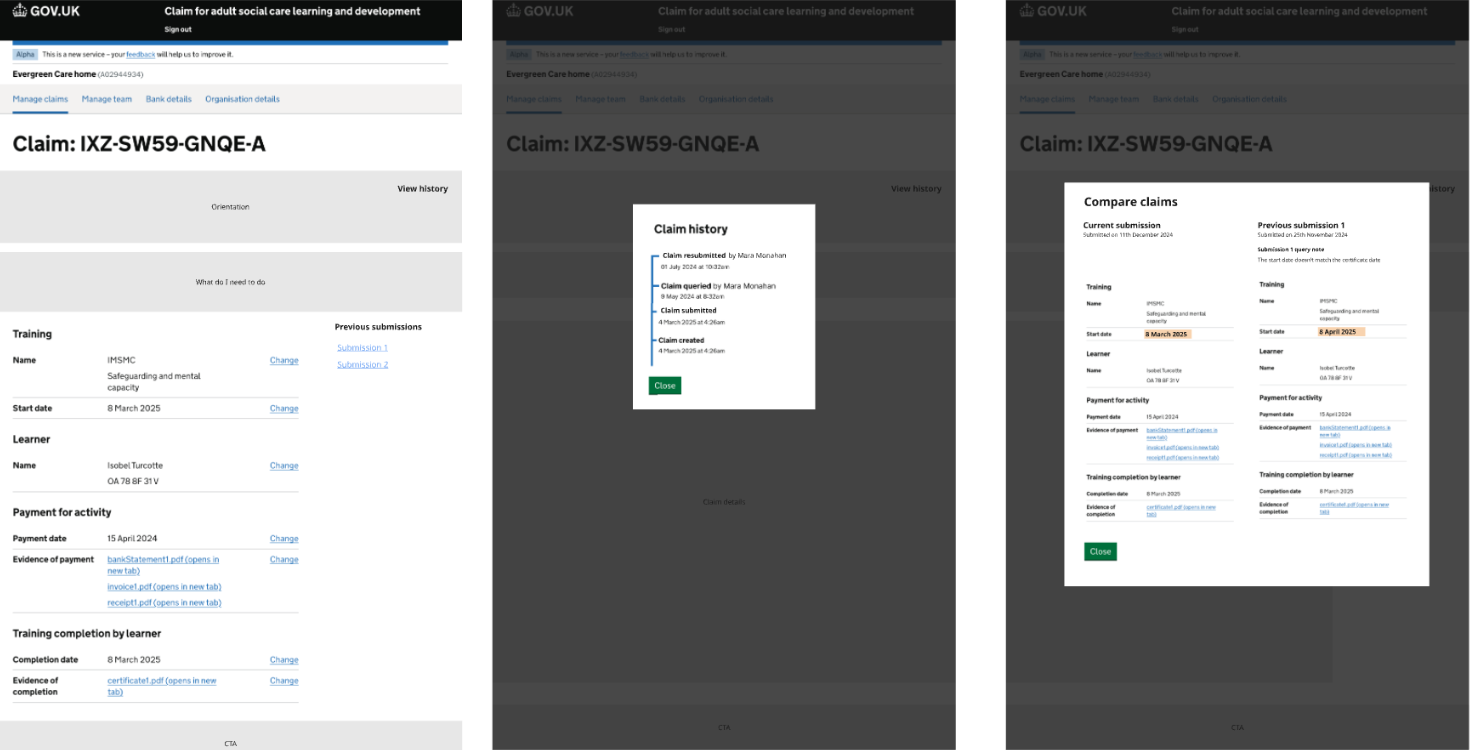 GOV.UK
Claim for adult social care learning and development
Sign out
Alpha This is a new service – your feedback will help us to improve it.
Evergreen Care home (A02944934)
Manage claims Manage team Bank details Organisation details
Claim: IXZ-SW59-GNQE-A
View history
Orientation
What do I need to do
Training
Name IMSMC Change
Safeguarding and mental
capacity
Start date 8 March 2025 Change
Learner
Name Isobel Turcotte Change
OA 78 8F 31 V
Payment for activity
Payment date 15 April 2024 Change
Evidence of payment bankStatement1.pdf (opens in Change
new tab)
invoice1.pdf (opens in new tab)
receipt1.pdf (opens in new tab)
Training completion by learner
Completion date 8 March 2025 Change
Evidence of certificate1.pdf (opens in new Change
completion tab)
Previous submissions
Submission 1
Submission 2
CTA
GOV.UK
Claim for adult social care learning and development
Sign out
Alpha This is a new service – your feedback will help us to improve it.
Evergreen Care home (A02944934)
Manage claims Manage team Bank details Organisation details
Claim: IXZ-SW59-GNQE-A
View history
Claim history
Claim resubmitted by Mara Monahan
01 July 2024 at 10:32am
Claim queried by Mara Monahan
9 May 2024 at 8:32am
Claim submitted
4 March 2025 at 4:26am
Claim created
4 March 2025 at 4:26am
Close
Claim details
CTA
GOV.UK
Claim for adult social care learning and development
Sign out
Alpha This is a new service – your feedback will help us to improve it.
Evergreen Care home (A02944934)
Manage claims Manage team Bank details Organisation details
Claim: IXZ-SW59-GNQE-A
history
Compare claims
Current submission
Submitted on 11th December 2024
Training
Name IMSMC
Safeguarding and mental
capacity
Start date 8 March 2025
Learner
Name Isobel Turcotte
OA 78 8F 31 V
Payment for activity
Payment date 15 April 2024
Evidence of payment bankStatement1.pdf (opens in
new tab)
invoice1.pdf (opens in new tab)
receipt1.pdf (opens in new tab)
Training completion by learner
Completion date 8 March 2025
Evidence of certificate1.pdf (opens in new
completion tab)
Close
Previous submission 1
Submitted on 25th November 2024
Submission 1 query note
The start date doesn't match the certificate date
Training
Name IMSMC
Safeguarding and mental
capacity
Start date 8 April 2025
Learner
Name Isobel Turcotte
OA 78 8F 31 V
Payment for activity
Payment date 15 April 2024
Evidence of payment bankStatement1.pdf (opens in
new tab)
invoice1.pdf (opens in new tab)
receipt1.pdf (opens in new tab)
Training completion by learner
Completion date 8 March 2025
Evidence of certificate1.pdf (opens in new
completion tab)
CTA